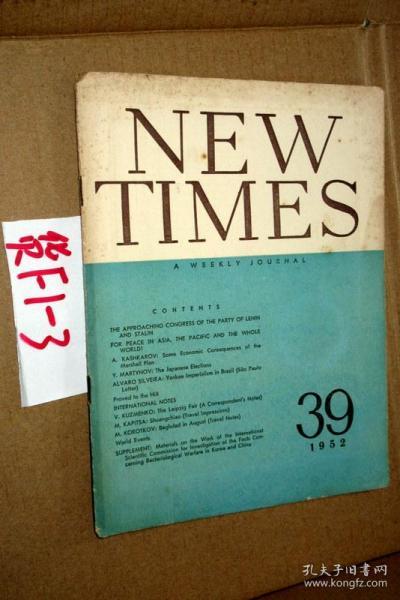 NEW
TIMES
A WEEKLY JOURNAL
CONTENTS
THE APPROACHING CONGRESS OF THE PARTY OF LENIN
AND STALIN
FOR PEACE IN ASIA, THE PACIFIC AND THE WHOLE
WORLD!
A. KASHKAROV: Some Economic Consequences of the
Marshall Plan
Y. MARTYNOV: The Japanese Elections
ALVARO SILVEIRA: Yankee Imperialism in Brazil (São Paulo
Letter)
Proved to the Hilt
INTERNATIONAL NOTES
V. KUZMENKO: The Leipzig Fair (A Correspondent's Notes)
M. KAPITSA: Shuangchiao (Travel Impressions)
M. KOROTKOV: Beglund in August (Travel Notes)
World Events
SUPPLEMENT: Materials on the Work of the International
Scientific Commission for Investigation of the Facts Con-
cerning Bacteriological Warfare in Korea and China
39
1952
F1-3
孔夫子旧书网
www.kongfz.com